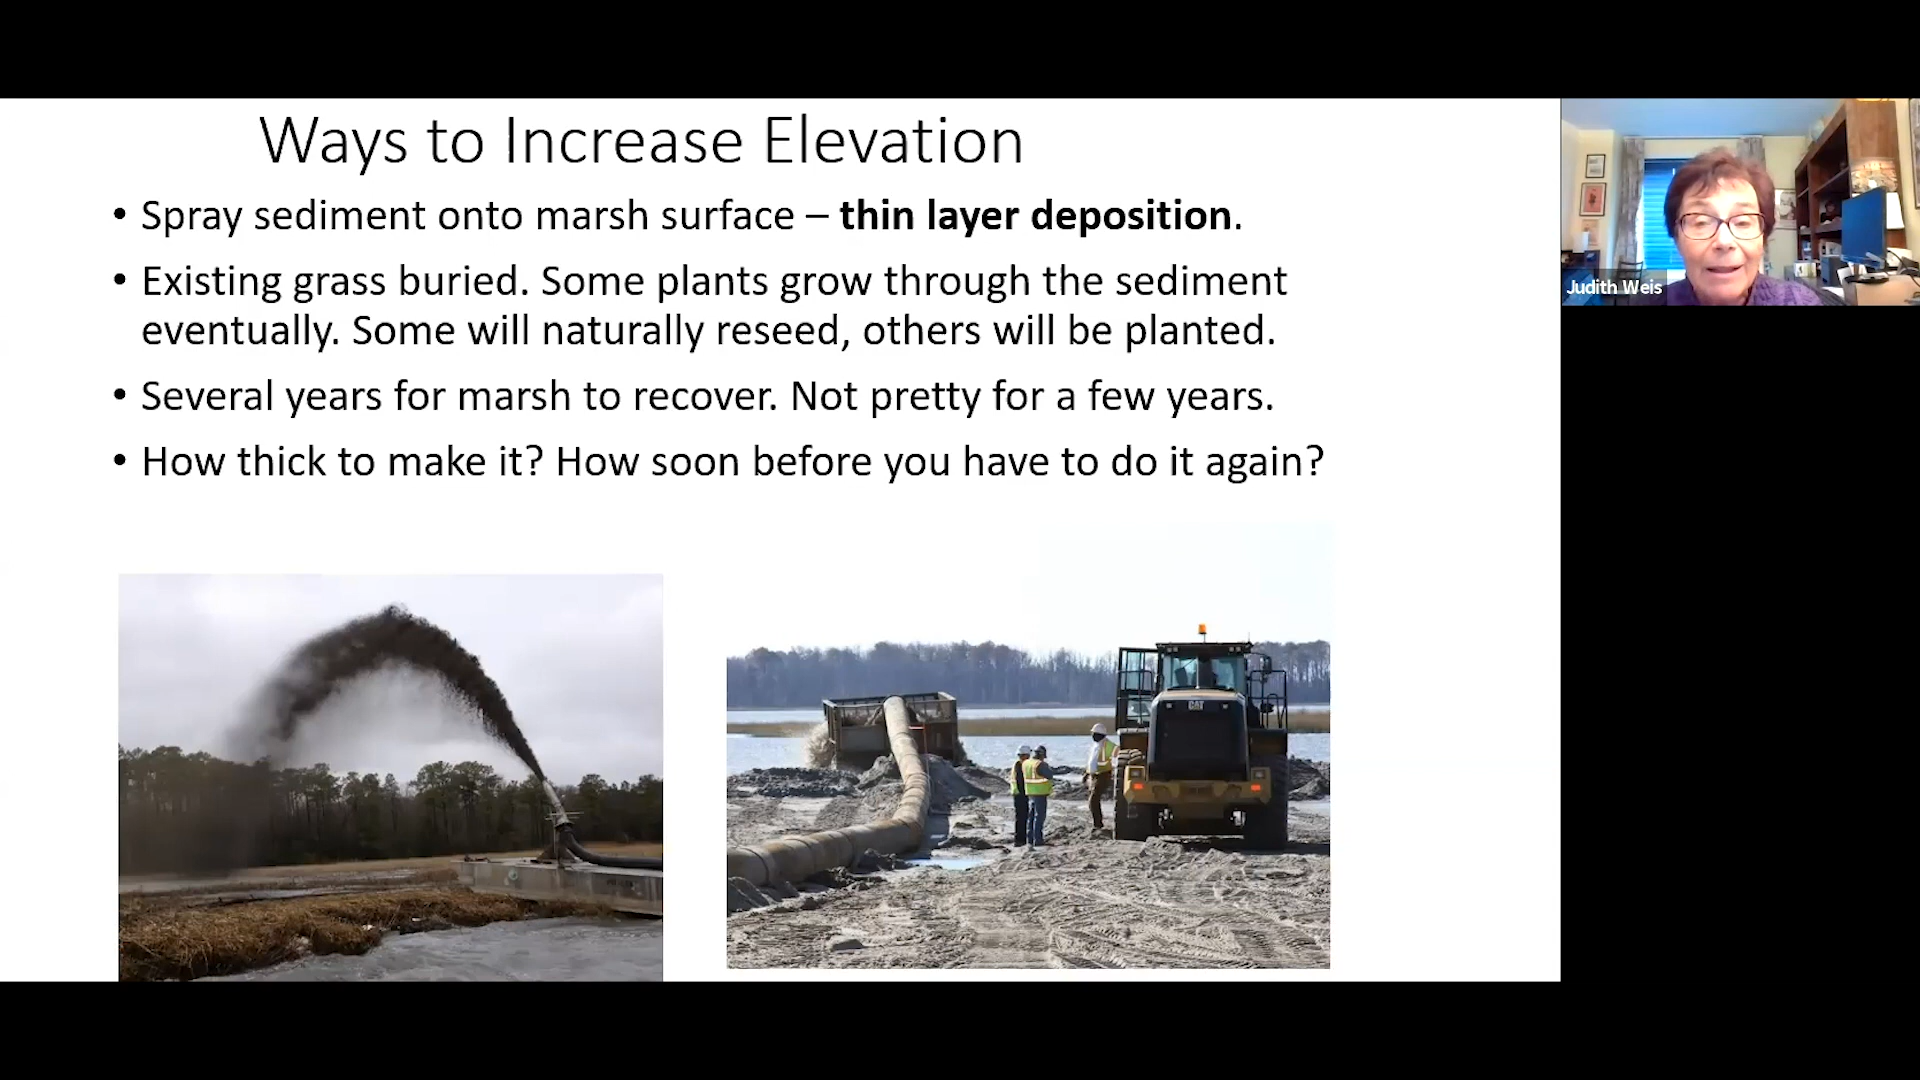 Ways to Increase Elevation
• Spray sediment onto marsh surface – thin layer deposition.
• Existing grass buried. Some plants grow through the sediment
eventually. Some will naturally reseed, others will be planted.
• Several years for marsh to recover. Not pretty for a few years.
• How thick to make it? How soon before you have to do it again?
Judith Weis
CAT